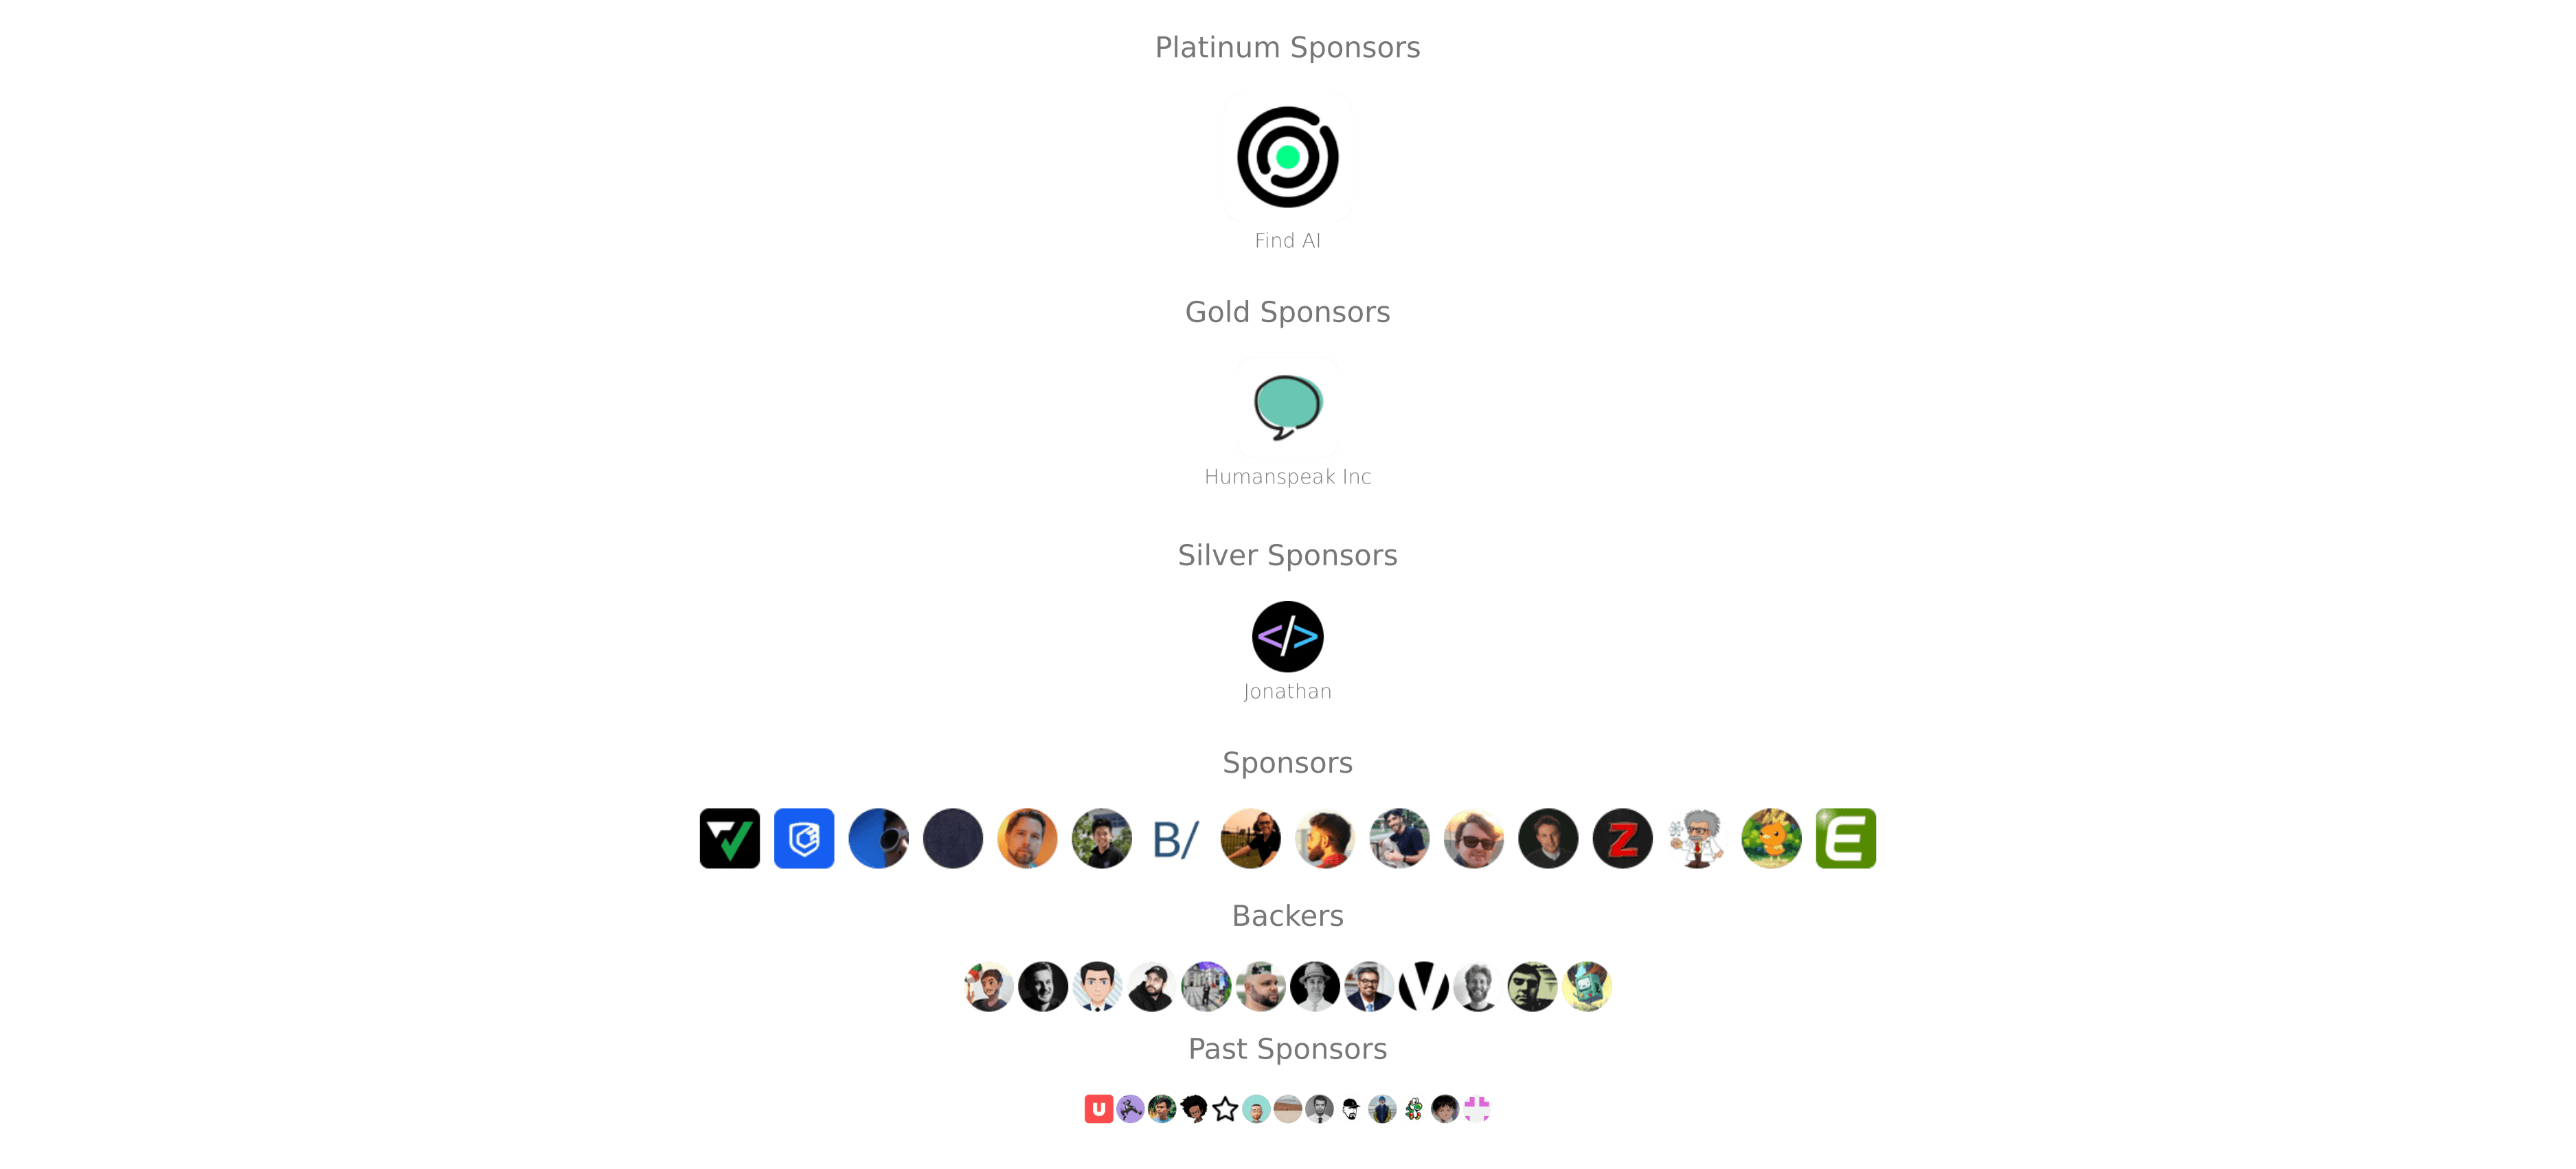 Platinum Sponsors
Find AI
Gold Sponsors
Humanspeak Inc
Silver Sponsors
</>
Jonathan
Sponsors
B/
Z
E
Backers
V
Past Sponsors
U